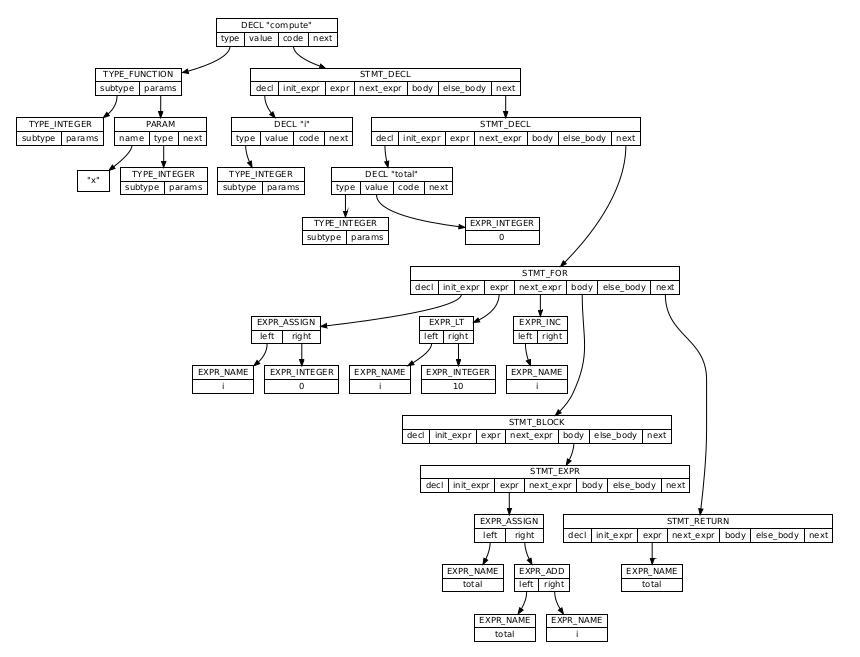 DECL "compute"
type value code next
TYPE_FUNCTION
subtype params
STMT_DECL
decl init_expr expr next_expr body else_body next
TYPE_INTEGER
subtype params
PARAM
name type next
DECL "i"
type value code next
STMT_DECL
decl init_expr expr next_expr body else_body next
"x"
TYPE_INTEGER
subtype params
TYPE_INTEGER
subtype params
DECL "total"
type value code next
TYPE_INTEGER
subtype params
EXPR_INTEGER
0
STMT_FOR
decl init_expr expr next_expr body else_body next
EXPR_ASSIGN
left right
EXPR_LT
left right
EXPR_INC
left right
EXPR_NAME
i
EXPR_INTEGER
0
EXPR_NAME
i
EXPR_INTEGER
10
EXPR_NAME
i
STMT_BLOCK
decl init_expr expr next_expr body else_body next
STMT_EXPR
decl init_expr expr next_expr body else_body next
EXPR_ASSIGN
left right
STMT_RETURN
decl init_expr expr next_expr body else_body next
EXPR_NAME
total
EXPR_ADD
left right
EXPR_NAME
total
EXPR_NAME
total
EXPR_NAME
i